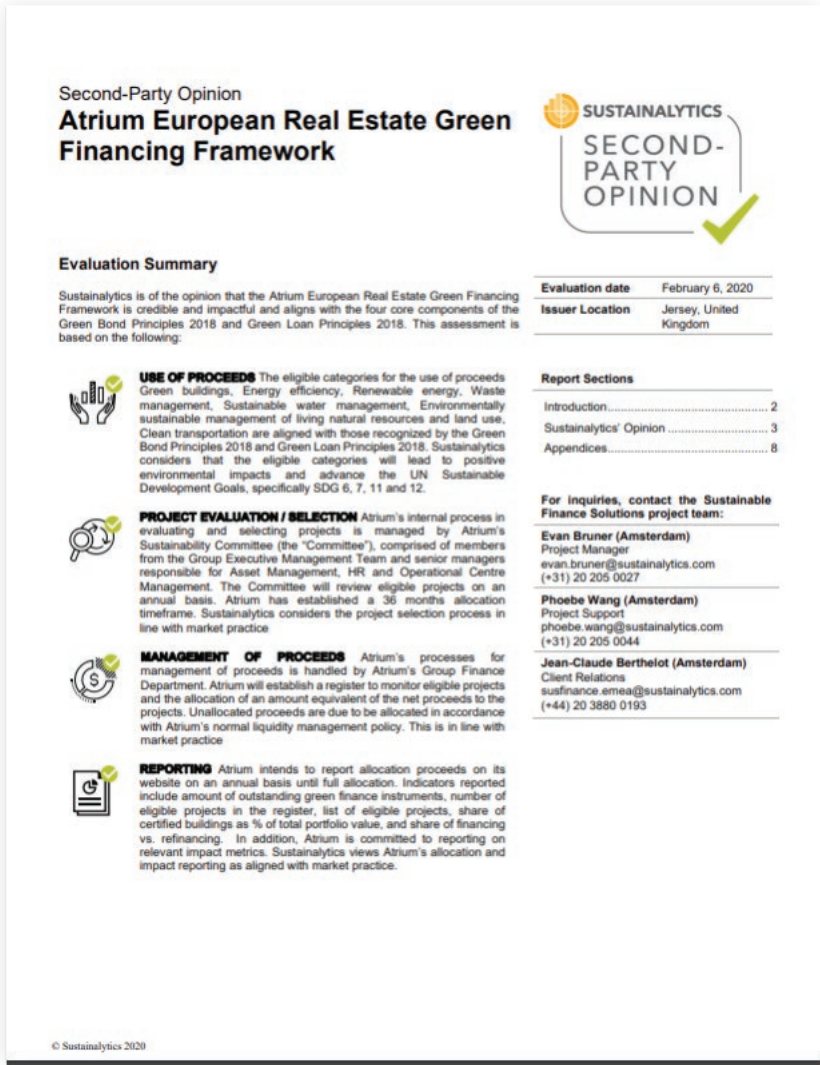 Second-Party Opinion
Atrium European Real Estate Green
Financing Framework
SUSTAINALYTICS
SECOND-
PARTY
OPINION
Evaluation Summary
Sustainalytics is of the opinion that the Atrium European Real Estate Green Financing
Framework is credible and impactful and aligns with the four core components of the
Green Bond Principles 2018 and Green Loan Principles 2018. This assessment is
based on the following:
USE OF PROCEEDS The eligible categories for the use of proceeds
Green buildings, Energy efficiency, Renewable energy, Waste
management, Sustainable water management, Environmentally
sustainable management of living natural resources and land use,
Clean transportation are aligned with those recognized by the Green
Bond Principles 2018 and Green Loan Principles 2018. Sustainalytics
considers that the eligible categories will lead to positive
environmental impacts and advance the UN Sustainable
Development Goals, specifically SDG 6, 7, 11 and 12.
PROJECT EVALUATION / SELECTION Atrium's internal process in
evaluating and selecting projects is managed by Atrium's
Sustainability Committee (the "Committee"), comprised of members
from the Group Executive Management Team and senior managers
responsible for Asset Management, HR and Operational Centre
Management. The Committee will review eligible projects on an
annual basis. Atrium has established a 36 months allocation
timeframe. Sustainalytics considers the project selection process in
line with market practice
MANAGEMENT OF PROCEEDS Atrium's processes for
management of proceeds is handled by Atrium's Group Finance
Department. Atrium will establish a register to monitor eligible projects
and the allocation of an amount equivalent of the net proceeds to the
projects. Unallocated proceeds are due to be allocated in accordance
with Atrium's normal liquidity management policy. This is in line with
market practice
REPORTING Atrium intends to report allocation proceeds on its
website on an annual basis until full allocation. Indicators reported
include amount of outstanding green finance instruments, number of
eligible projects in the register, list of eligible projects, share of
certified buildings as % of total portfolio value, and share of financing
vs. refinancing. In addition, Atrium is committed to reporting on
relevant impact metrics. Sustainalytics views Atrium's allocation and
impact reporting as aligned with market practice.
Evaluation date February 6, 2020
Issuer Location Jersey, United
Kingdom
Report Sections
Introduction................................................ 2
Sustainalytics' Opinion ............................... 3
Appendices................................................. 8
For inquiries, contact the Sustainable
Finance Solutions project team:
Evan Bruner (Amsterdam)
Project Manager
evan.bruner@sustainalytics.com
(+31) 20 205 0027
Phoebe Wang (Amsterdam)
Project Support
phoebe.wang@sustainalytics.com
(+31) 20 205 0044
Jean-Claude Berthelot (Amsterdam)
Client Relations
susfinance.emea@sustainalytics.com
(+44) 20 3880 0193
© Sustainalytics 2020